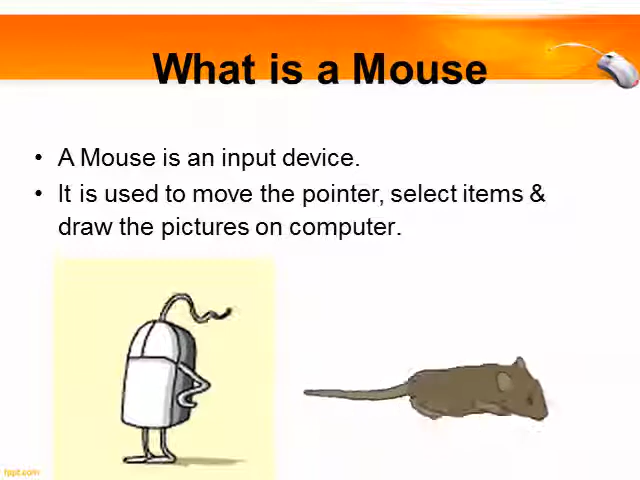 What is a Mouse
• A Mouse is an input device.
• It is used to move the pointer, select items &
draw the pictures on computer.
fppt.com